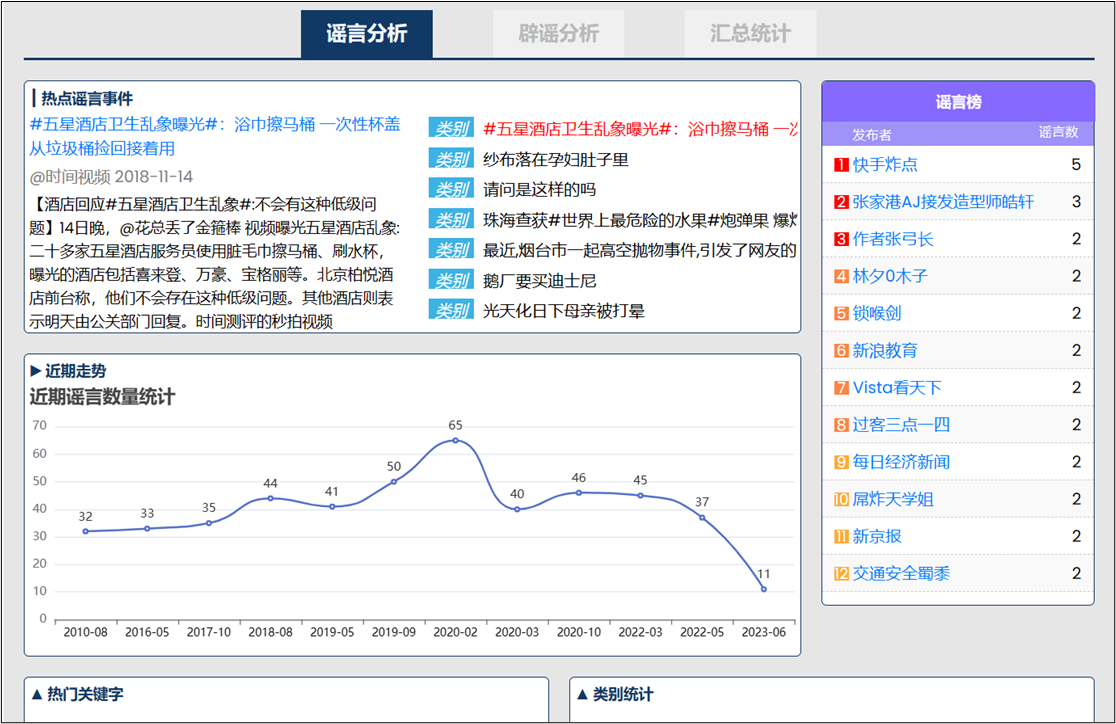 谣言分析
辟谣分析
汇总统计
热点谣言事件
#五星酒店卫生乱象曝光#：浴巾擦马桶 一次性杯盖
从垃圾桶捡回接着用
@时间视频 2018-11-14
【酒店回应#五星酒店卫生乱象#:不会有这种低级问
题】14日晚，@花总丢了金箍棒 视频曝光五星酒店乱象:
二十多家五星酒店服务员使用脏毛巾擦马桶、刷水杯，
曝光的酒店包括喜来登、万豪、宝格丽等。北京柏悦酒
店前台称，他们不会存在这种低级问题。其他酒店则表
示明天由公关部门回复。时间测评的秒拍视频
类别 #五星酒店卫生乱象曝光#：浴巾擦马桶 一
类别 纱布落在孕妇肚子里
类别 请问是这样的吗
类别 珠海查获#世界上最危险的水果#炮弹果 爆
类别 最近,烟台市一起高空抛物事件,引发了网友的
类别 鹅厂要买迪士尼
类别 光天化日下母亲被打晕
谣言榜
发布者 谣言数
1 快手炸点 5
2 张家港AJ接发造型师皓轩 3
3 作者张弓长 2
4 林夕0木子 2
5 锁喉剑 2
6 新浪教育 2
7 Vista看天下 2
8 过客三点一四 2
9 每日经济新闻 2
10 屌炸天学姐 2
11 新京报 2
12 交通安全蜀黍 2
▶近期走势
近期谣言数量统计
70
60
50
40
30
20
10
0
32 33 35 44 41 50 65 40 46 45 37 11
2010-08 2016-05 2017-10 2018-08 2019-05 2019-09 2020-02 2020-03 2020-10 2022-03 2022-05 2023-06
▲热门关键字
▲类别统计